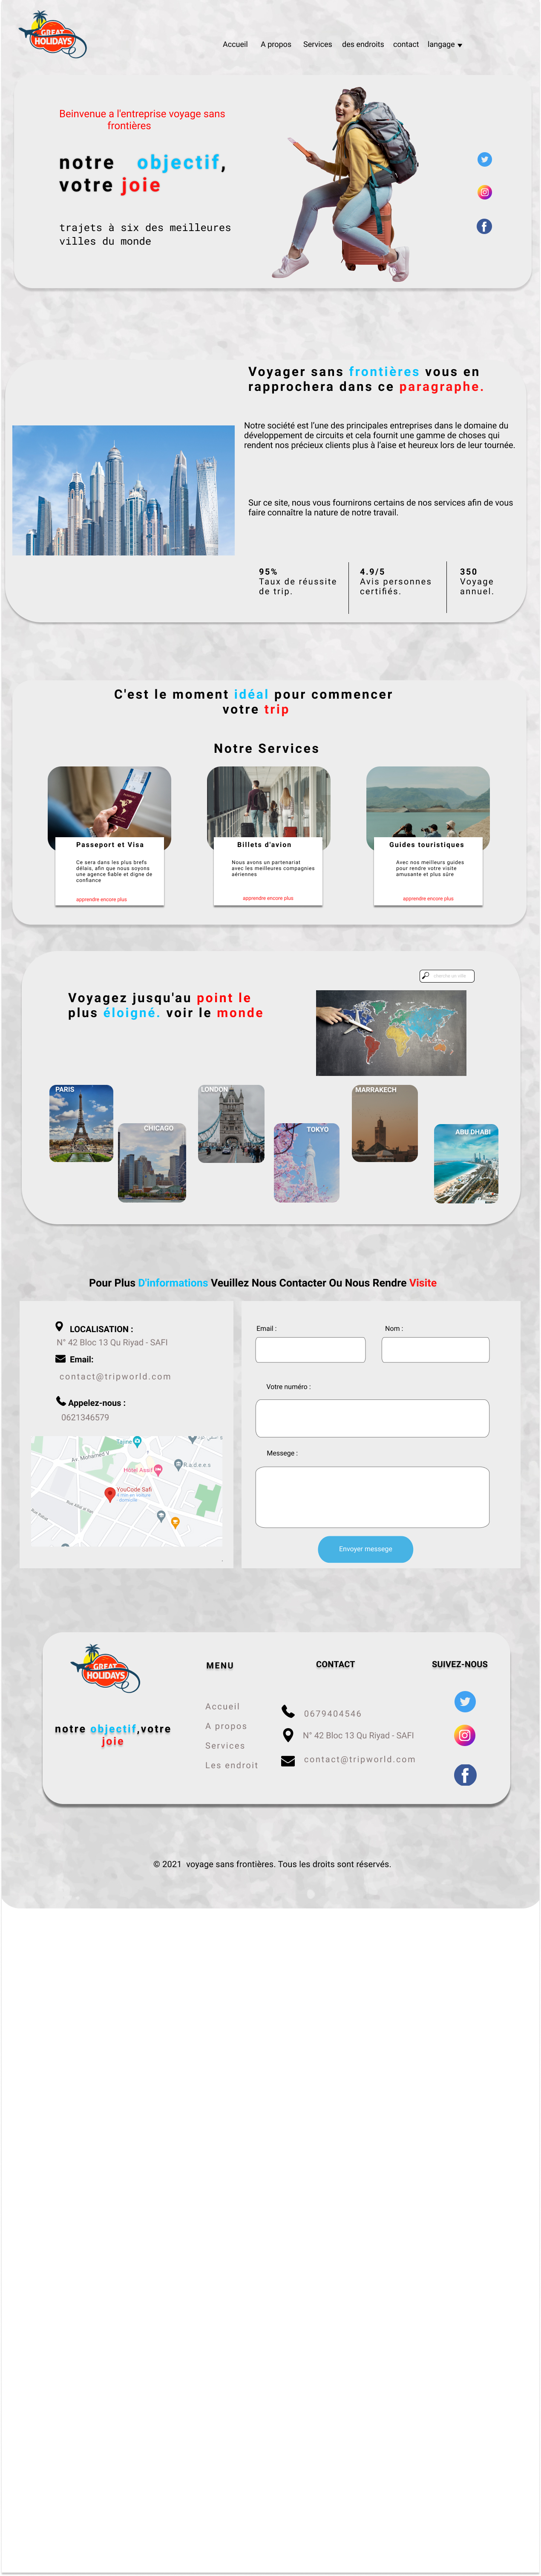 GREAT
HOLIDAYS
Accueil A propos Services des endroits contact langage
Beinvenue a l'entreprise voyage sans
frontières
notre objectif,
votre joie
trajets à six des meilleures
villes du monde
Voyager sans frontières vous en
rapprochera dans ce paragraphe.
Notre société est l'une des principales entreprises dans le domaine du
développement de circuits et cela fournit une gamme de choses qui
rendent nos précieux clients plus à l'aise et heureux lors de leur tournée.
Sur ce site, nous vous fournirons certains de nos services afin de vous
faire connaître la nature de notre travail.
95%
Taux de réussite
de trip.
4.9/5
Avis personnes
certifiés.
350
Voyage
annuel.
C'est le moment idéal pour commencer
votre trip
Notre Services
Passeport et Visa
Ce sera dans les plus brefs
délais, afin que nous soyons
une agence fiable et digne de
confiance
apprendre encore plus
Billets d'avion
Nous avons un partenariat
avec les meilleures compagnies
aériennes
apprendre encore plus
Guides touristiques
Avec nos meilleurs guides
pour rendre votre visite
amusante et plus sûre
apprendre encore plus
Voyagez jusqu'au point le
plus éloigné. voir le monde
PARIS
CHICAGO
LONDON
TOKYO
MARRAKECH
ABU DHABI
Pour Plus D'informations Veuillez Nous Contacter Ou Nous Rendre Visite
LOCALISATION :
N° 42 Bloc 13 Qu Riyad - SAFI
Email:
contact@tripworld.com
Appelez-nous :
0621346579
Tajine
Av. Mohamed V
Hotel Assif
Badees
YouCode Safi
Email :
Nom :
Votre numéro :
Messege :
Envoyer messege
GREAT
HOLIDAYS
notre objectif,votre
joie
MENU
Accueil
A propos
Services
Les endroit
CONTACT
0679404546
N° 42 Bloc 13 Qu Riyad - SAFI
contact@tripworld.com
SUIVEZ-NOUS
© 2021 voyage sans frontières. Tous les droits sont réservés.